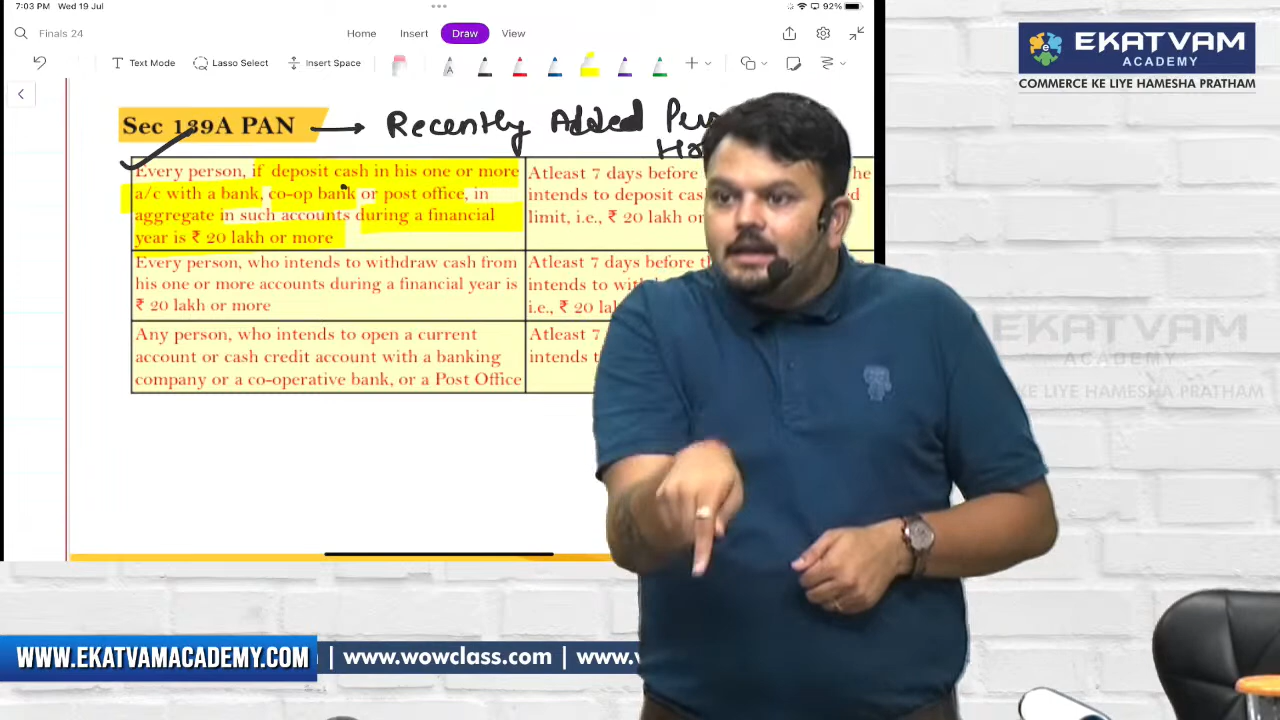 7:03 PM Wed 19 Jul
92%
Finals 24
Home Insert Draw View
Text Mode Lasso Select Insert Space
EKATVAM
ACADEMY
COMMERCE KE LIYE HAMESHA PRATHAM
Sec 139A PAN → Recently Added
Every person, if deposit cash in his one or more
a/c with a bank, co-op bank or post office, in
aggregate in such accounts during a financial
year is ₹ 20 lakh or more
Atleast 7 days before
intends to deposit
limit, i.e., ₹ 20 lakh or
Every person, who intends to withdraw cash from
his one or more accounts during a financial year is
₹ 20 lakh or more
Atleast 7 days before
intends to
i.e., ₹ 20
Any person, who intends to open a current
account or cash credit account with a banking
company or a co-operative bank, or a Post Office
Atleast 7
intends
EKATVAM
ACADEMY
KE LIYE HAMESHA PRATHAM
WWW.EKATVAMACADEMY.COM | www.wowclass.com |